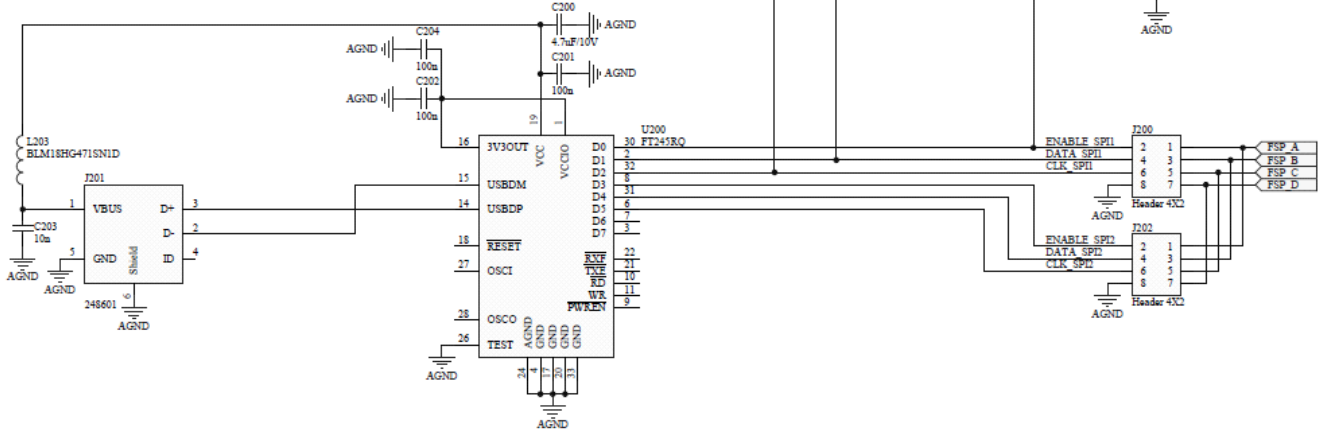 C200
AGND
4.7uF/10V
AGND
C204
AGND
100n
C201
AGND
100n
C202
AGND
100n
L203
BLM18HG471SN1D
19
1
U200
FT245RQ
VCC
VCCIO
16
3V3OUT
15
USBDM
14
USBDP
18
RESET
27
OSCI
28
OSCO
26
TEST
AGND
D0
30
D1
2
D2
32
D3
8
D4
31
D5
6
D6
7
D7
3
RXF
22
TXE
21
RD
10
WR
11
PWREN
9
AGND
GND
GND
GND
GND
24
4
17
20
33
AGND
J201
1
VBUS
D+
3
D-
2
5
GND
ID
4
Shield
6
248601
AGND
AGND
C203
10n
AGND
J200
ENABLE_SPI1
2
1
FSP_A
DATA_SPI1
4
3
FSP_B
CLK_SPI1
6
5
FSP_C
8
7
FSP_D
AGND
Header 4X2
J202
ENABLE_SPI2
2
1
DATA_SPI2
4
3
CLK_SPI2
6
5
8
7
AGND
Header 4X2